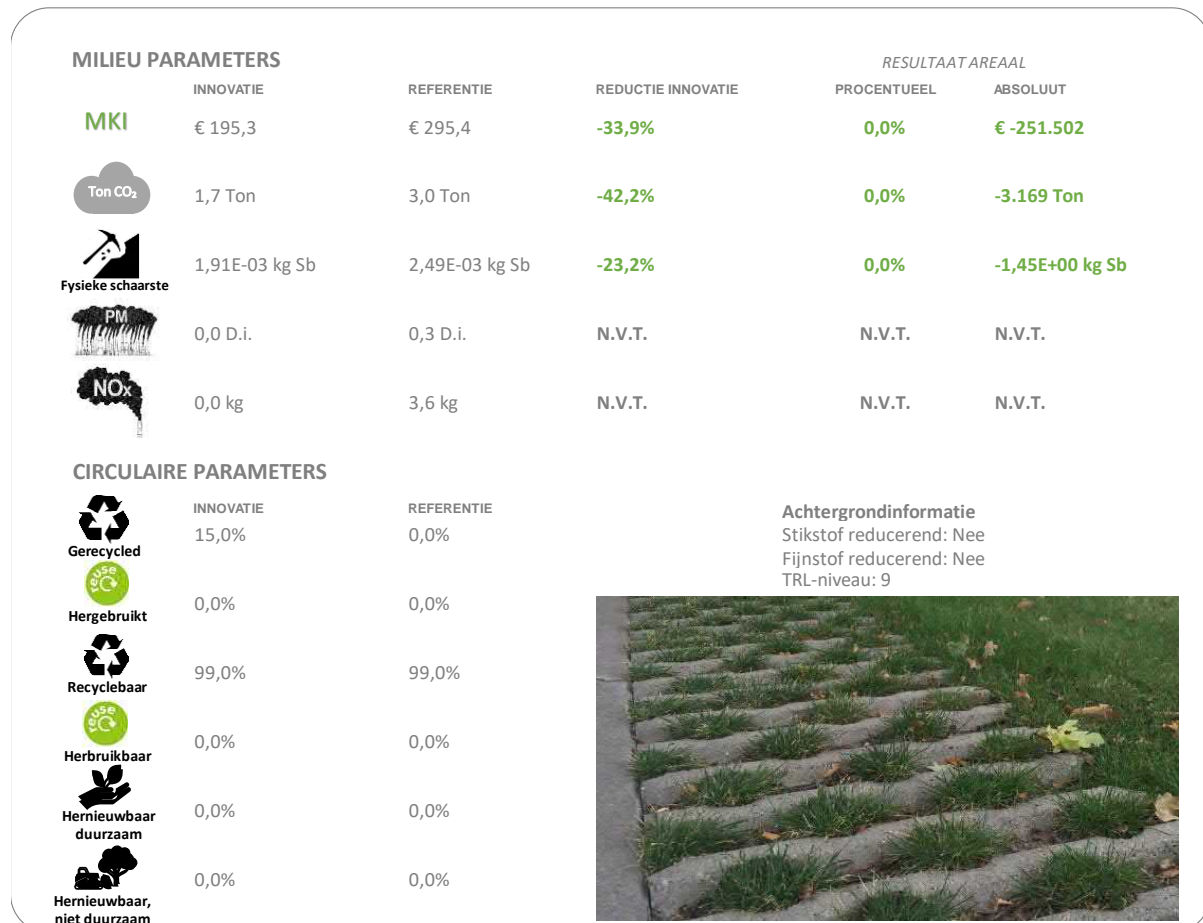 MILIEU PARAMETERS
RESULTAAT AREAAL
INNOVATIE REFERENTIE REDUCTIE INNOVATIE PROCENTUEEL ABSOLUUT
MKI € 195,3 € 295,4 -33,9% 0,0% € -251.502
Ton CO₂ 1,7 Ton 3,0 Ton -42,2% 0,0% -3.169 Ton
Fysieke schaarste 1,91E-03 kg Sb 2,49E-03 kg Sb -23,2% 0,0% -1,45E+00 kg Sb
PM 0,0 D.i. 0,3 D.i. N.V.T. N.V.T. N.V.T.
NOx 0,0 kg 3,6 kg N.V.T. N.V.T. N.V.T.
CIRCULAIRE PARAMETERS
INNOVATIE REFERENTIE
Gerecycled 15,0% 0,0%
reuse
Hergebruikt 0,0% 0,0%
Recyclebaar 99,0% 99,0%
reuse
Herbruikbaar 0,0% 0,0%
Hernieuwbaar
duurzaam 0,0% 0,0%
Hernieuwbaar,
niet duurzaam 0,0% 0,0%
Achtergrondinformatie
Stikstof reducerend: Nee
Fijnstof reducerend: Nee
TRL-niveau: 9